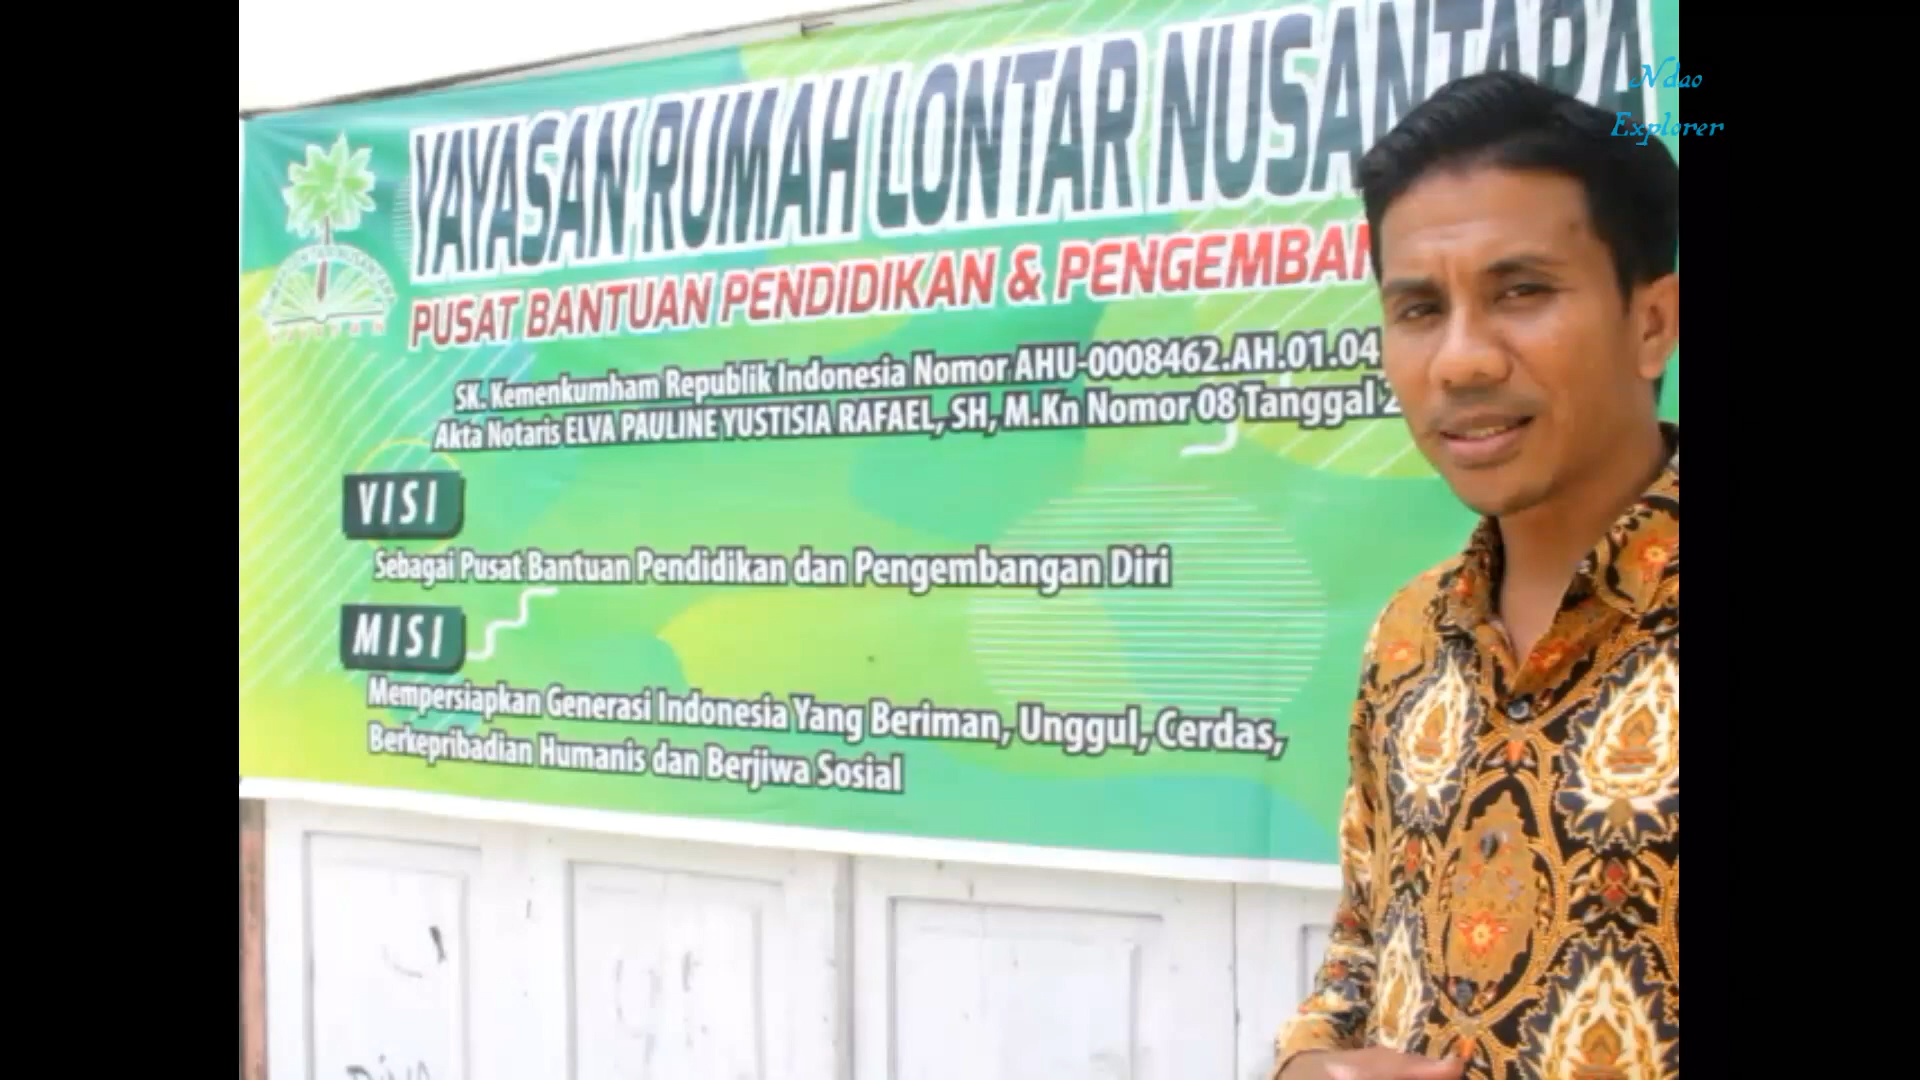 YAYASAN RUMAH LONTAR NUSANTARA
PUSAT BANTUAN PENDIDIKAN &
SK. Kemenkumham Republik Indonesia Nomor AHU-0008462.AH.01.04
Akta Notaris ELVA PAULINE YUSTISIA RAFAEL, SH, M.Kn Nomor 08 Tanggal
VISI
Sebagai Pusat Bantuan Pendidikan dan Pengembangan Diri
MISI
Mempersiapkan Generasi Indonesia Yang Beriman, Unggul, Cerdas,
Berkepribadian Humanis dan Berjiwa Sosial
Ndao
Explorer